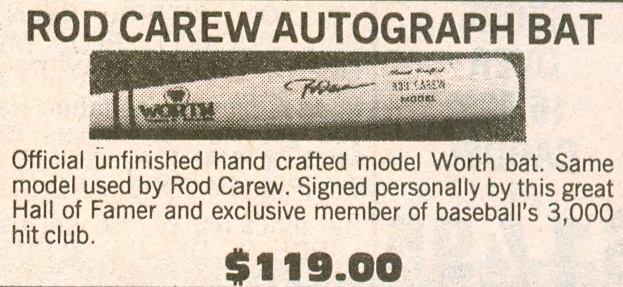 ROD CAREW AUTOGRAPH BAT
WORTH
Hand Crafted
ROD CAREW
MODEL
Official unfinished hand crafted model Worth bat. Same
model used by Rod Carew. Signed personally by this great
Hall of Famer and exclusive member of baseball's 3,000
hit club.
$119.00